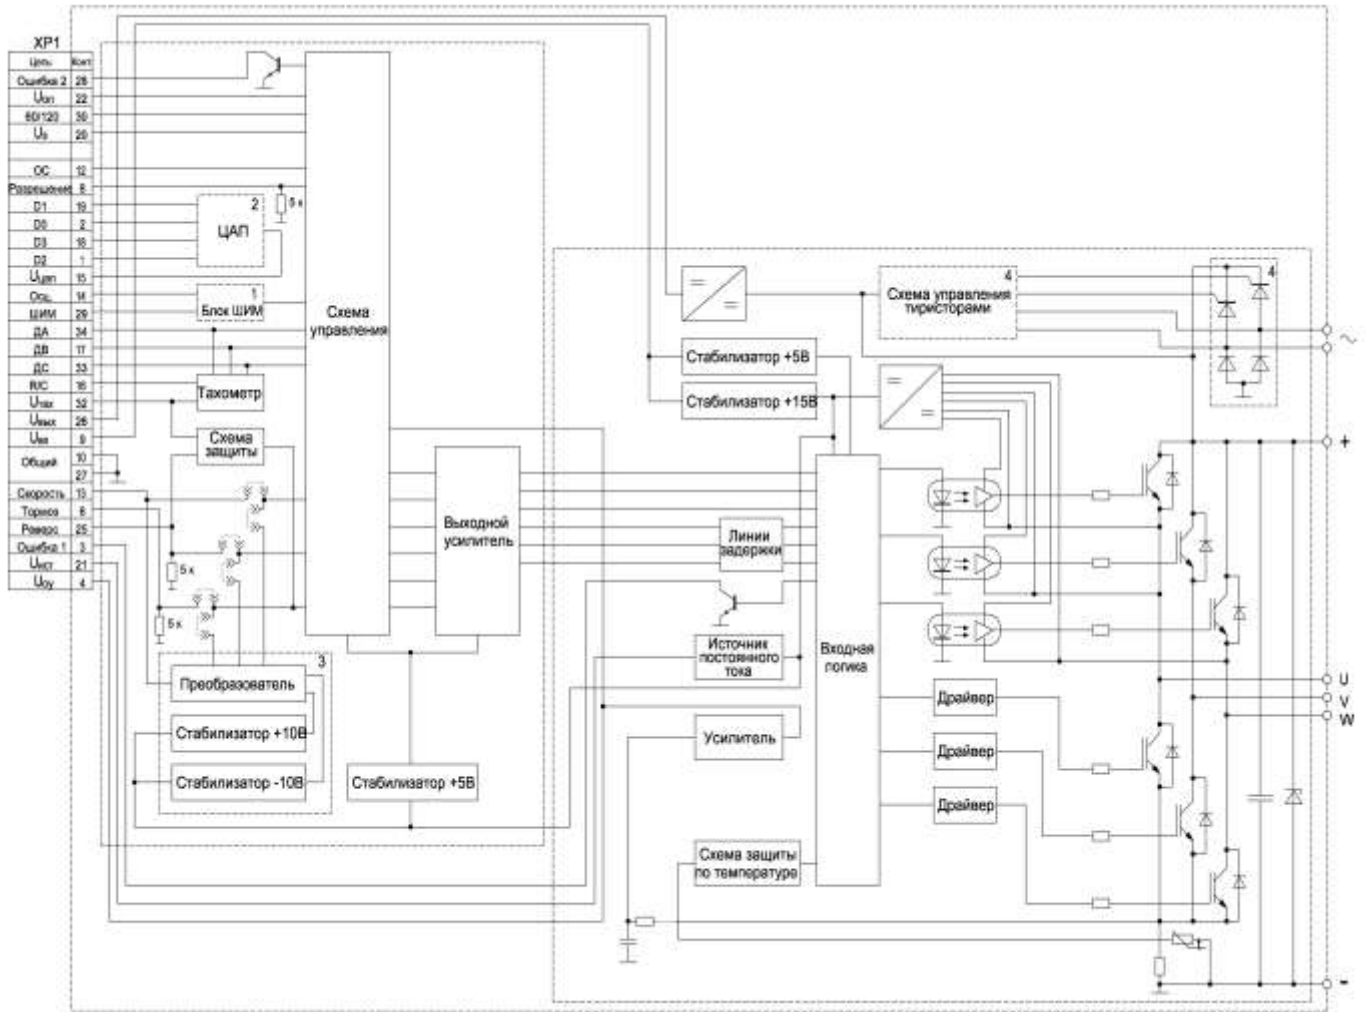 XP1
Цепь Конт
Ошибка 2 28
Uоп 22
60/120 30
U₀ 20
ОС 12
Разрешение 8
D1 19
D0 2
D3 18
D2 1
Uцап 15
Осц. 14
ШИМ 29
ДА 34
ДВ 17
ДС 33
R/C 16
Uтах 32
Uвых 26
Uвх 9
Общий 10
27
Скорость 13
Тормоз 6
Реверс 25
Ошибка 1 3
Uист 21
Uоу 4
2
ЦАП
5 к
1
Блок ШИМ
Тахометр
Схема
защиты
5 к
5 к
3
Преобразователь
Стабилизатор +10В
Стабилизатор -10В
Схема
управления
Выходной
усилитель
Стабилизатор +5В
=
=
Стабилизатор +5В
Стабилизатор +15В
4
Схема управления
тиристорами
=
=
4
Линии
задержки
Источник
постоянного
тока
Усилитель
Схема защиты
по температуре
Входная
логика
Драйвер
Драйвер
Драйвер
~
+
U
V
W
-